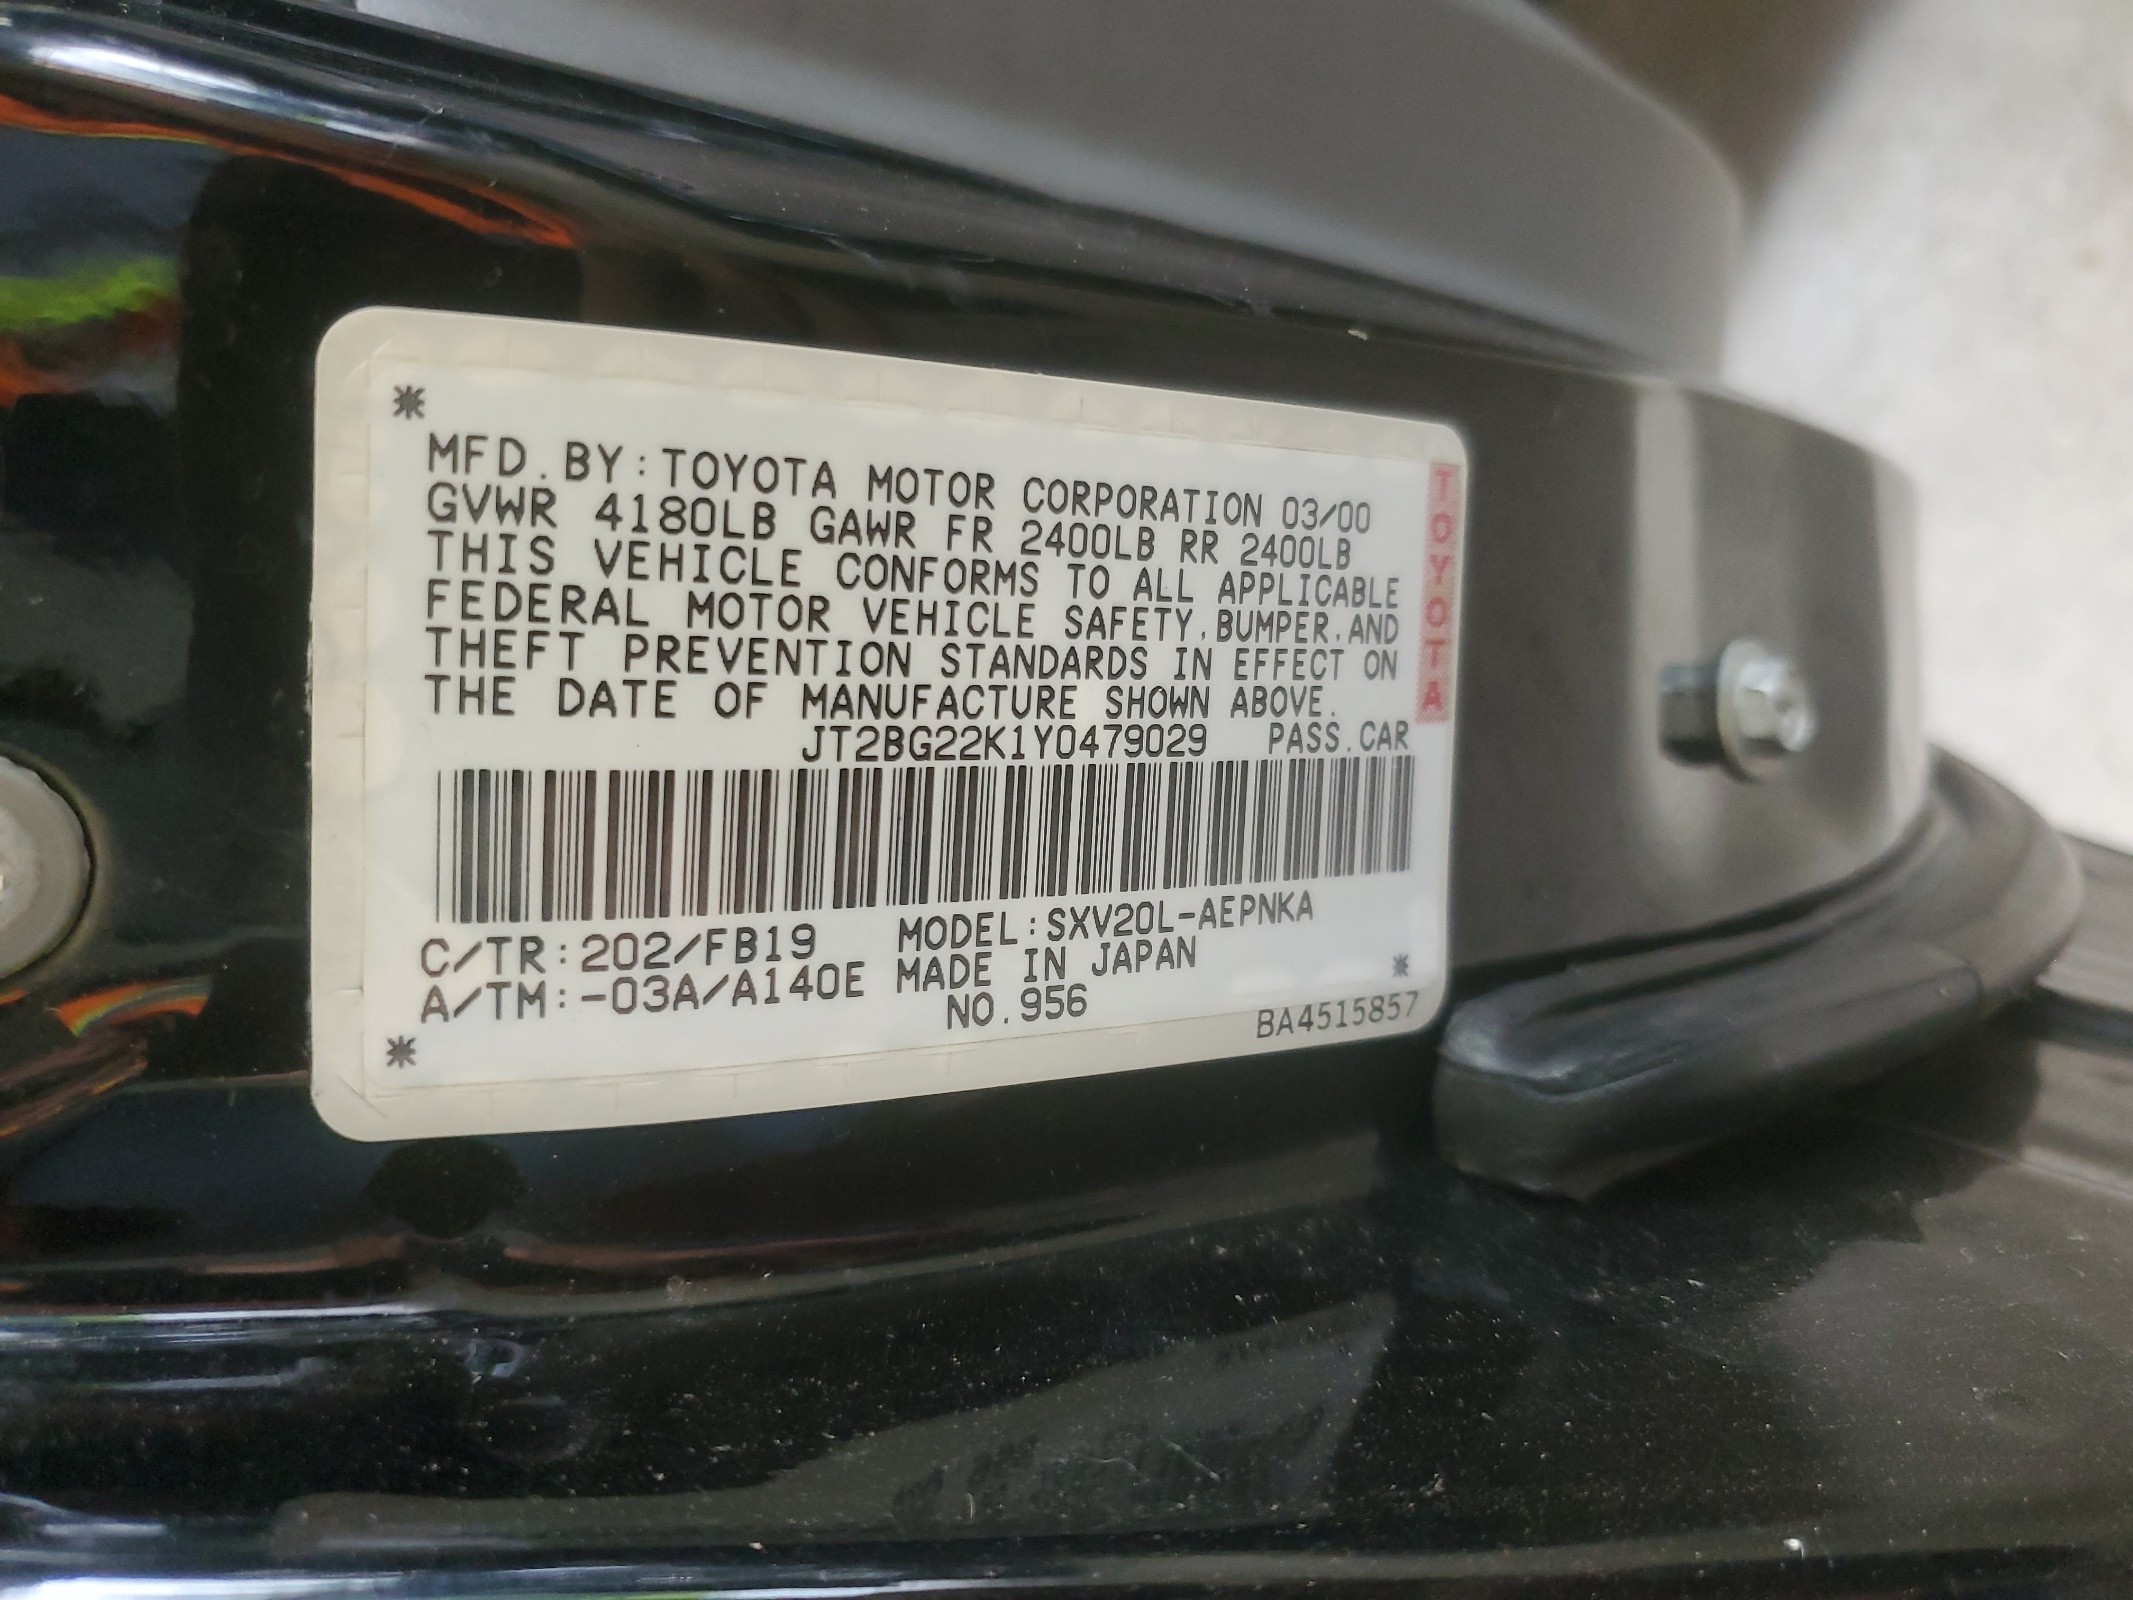 MFD. BY: TOYOTA MOTOR CORPORATION 03/00
GVWR 4180LB GAWR FR 2400LB RR 2400LB
THIS VEHICLE CONFORMS TO ALL APPLICABLE
FEDERAL MOTOR VEHICLE SAFETY, BUMPER, AND
THEFT PREVENTION STANDARDS IN EFFECT ON
THE DATE OF MANUFACTURE SHOWN ABOVE.
JT2BG22K1Y0479029 PASS. CAR
TOYOTA
C/TR: 202/FB19 MODEL: SXV20L-AEPNKA
A/TM: -03A/A140E MADE IN JAPAN
NO. 956
BA4515857